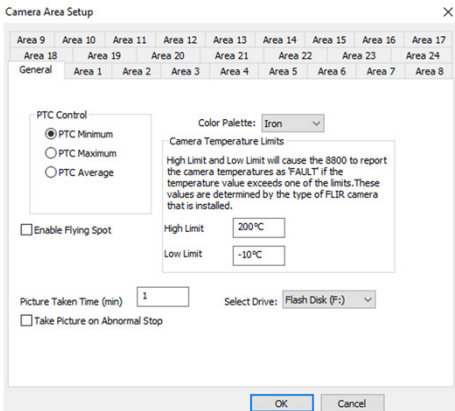 Camera Area Setup
Area 9 Area 10 Area 11 Area 12 Area 13 Area 14 Area 15 Area 16 Area 17
Area 18 Area 19 Area 20 Area 21 Area 22 Area 23 Area 24
General Area 1 Area 2 Area 3 Area 4 Area 5 Area 6 Area 7 Area 8
PTC Control
PTC Minimum
PTC Maximum
PTC Average
Enable Flying Spot
Color Palette: Iron
Camera Temperature Limits
High Limit and Low Limit will cause the 8800 to report
the camera temperatures as 'FAULT' if the
temperature value exceeds one of the limits.These
values are determined by the type of FLIR camera
that is installed.
High Limit 200°C
Low Limit -10°C
Picture Taken Time (min) 1
Select Drive: Flash Disk (F:)
Take Picture on Abnormal Stop
OK Cancel